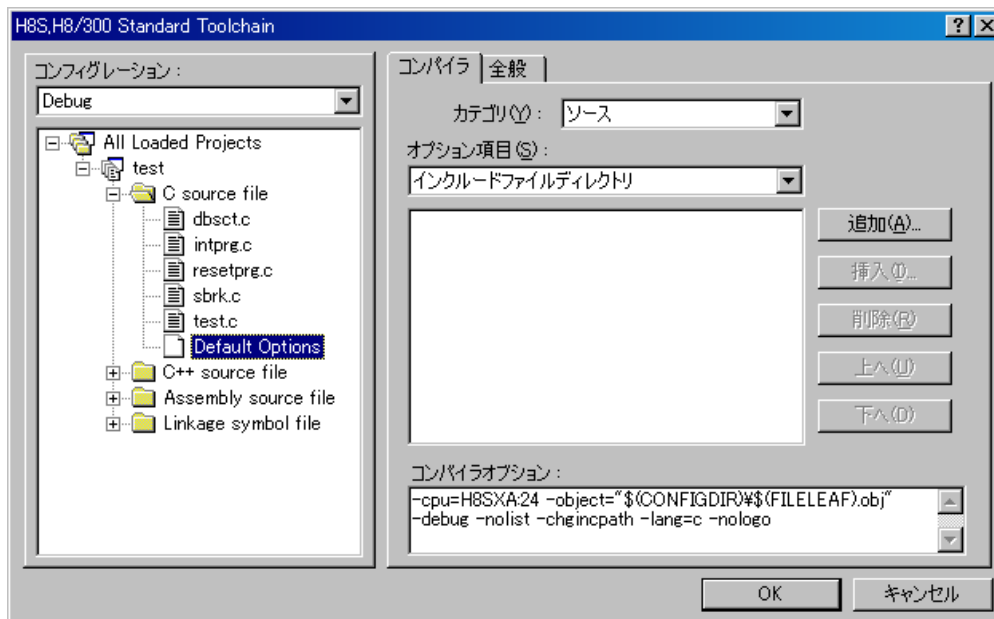 H8S,H8/300 Standard Toolchain
コンフィグレーション :
Debug
All Loaded Projects
test
C source file
dbsct.c
intprg.c
resetprg.c
sbrk.c
test.c
Default Options
C++ source file
Assembly source file
Linkage symbol file
コンパイラ 全般
カテゴリ(Y) : ソース
オプション項目(S) :
インクルードファイルディレクトリ
追加(A)...
挿入(I)...
削除(R)
上へ(U)
下へ(D)
コンパイラオプション :
-cpu=H8SXA:24 -object="$(CONFIGDIR)¥$(FILELEAF).obj"
-debug -nolist -chgincpath -lang=c -nologo
OK キャンセル